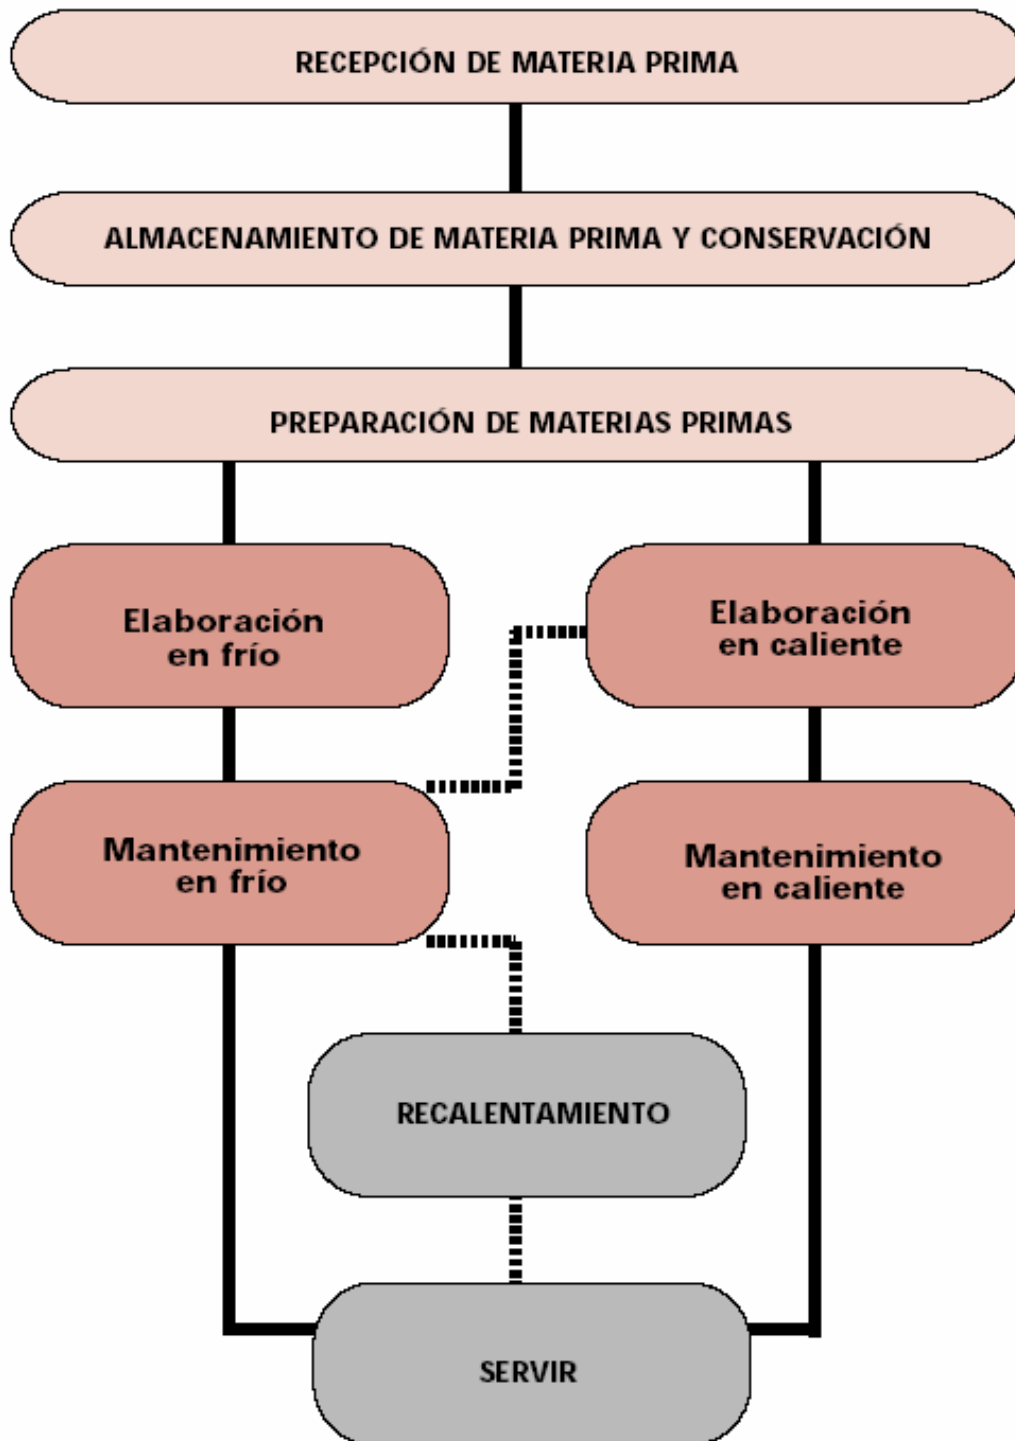 RECEPCIÓN DE MATERIA PRIMA
ALMACENAMIENTO DE MATERIA PRIMA Y CONSERVACIÓN
PREPARACIÓN DE MATERIAS PRIMAS
Elaboración
en frío
Elaboración
en caliente
Mantenimiento
en frío
Mantenimiento
en caliente
RECALENTAMIENTO
SERVIR